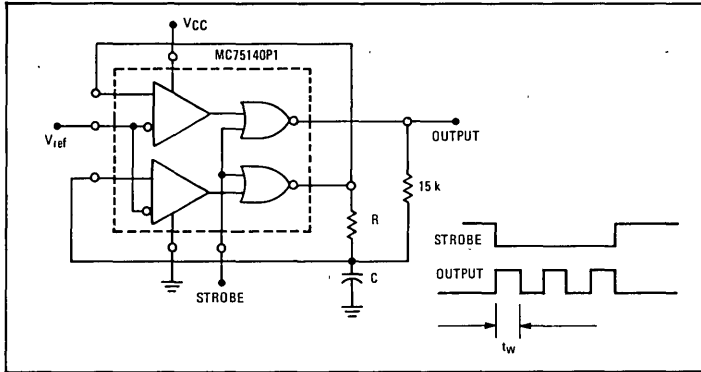 VCC
MC75140P1
Vref
OUTPUT
15 k
R
STROBE
C
STROBE
OUTPUT
tW